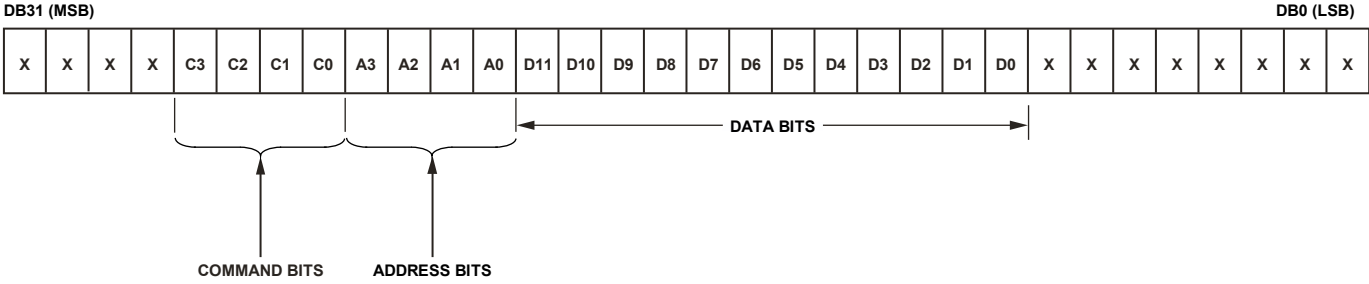 DB31 (MSB) DB0 (LSB)
X X X X C3 C2 C1 C0 A3 A2 A1 A0 D11 D10 D9 D8 D7 D6 D5 D4 D3 D2 D1 D0 X X X X X X X X
DATA BITS
COMMAND BITS ADDRESS BITS